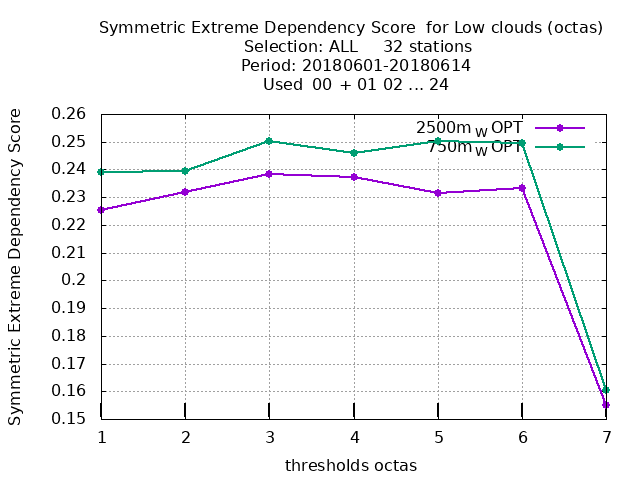 Symmetric Extreme Dependency Score  for Low clouds (octas)
Selection: ALL     32 stations
Period: 20180601-20180614
Used  00 + 01 02 ... 24
Symmetric Extreme Dependency Score
0.26
0.25
0.24
0.23
0.22
0.21
0.2
0.19
0.18
0.17
0.16
0.15
2500m WOPT
750m WOPT
1 2 3 4 5 6 7
thresholds octas